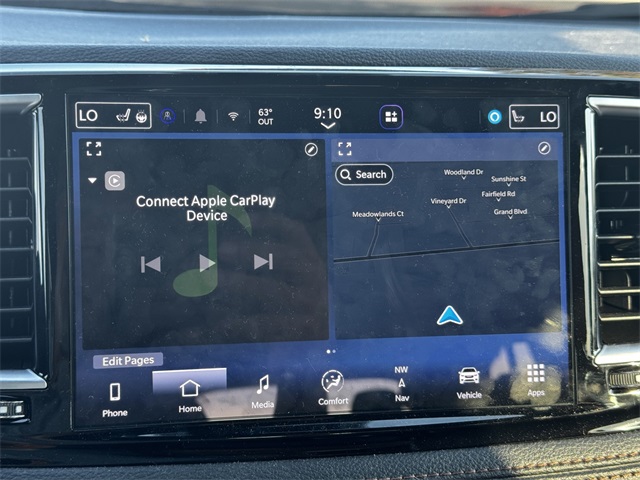 LO
63°
OUT
9:10
LO
Connect Apple CarPlay
Device
Search
Woodland Dr
Sunshine St
Fairfield Rd
Vineyard Dr
Grand Blvd
Meadowlands Ct
Edit Pages
Phone
Home
Media
Comfort
NW
Nav
Vehicle
Apps